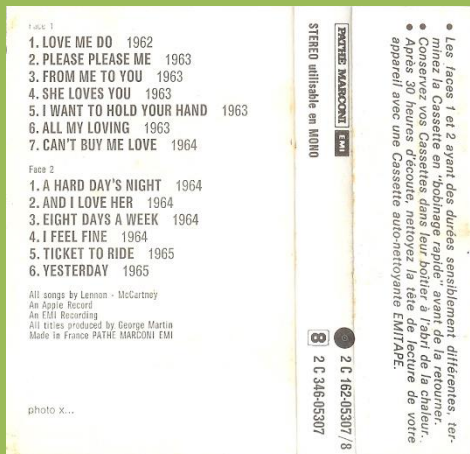 Face 1
1. LOVE ME DO 1962
2. PLEASE PLEASE ME 1963
3. FROM ME TO YOU 1963
4. SHE LOVES YOU 1963
5. I WANT TO HOLD YOUR HAND 1963
6. ALL MY LOVING 1963
7. CAN'T BUY ME LOVE 1964
Face 2
1. A HARD DAY'S NIGHT 1964
2. AND I LOVE HER 1964
3. EIGHT DAYS A WEEK 1964
4. I FEEL FINE 1964
5. TICKET TO RIDE 1965
6. YESTERDAY 1965
All songs by Lennon - McCartney
An Apple Record
An EMI Recording
All titles produced by George Martin
Made in France PATHE MARCONI EMI
photo x...
PATHÉ MARCONI EMI
STEREO utilisable en MONO
2 C 162-05307/8
8 2 C 346-05307
• Les faces 1 et 2 ayant des durées sensiblement différentes, ter-
minez la Cassette en "bobinage rapide" avant de la retourner.
• Conservez vos Cassettes dans leur boîtier à l'abri de la chaleur.
• Après 30 heures d'écoute, nettoyez la tête de lecture de votre
appareil avec une Cassette auto-nettoyante EMITAPE.